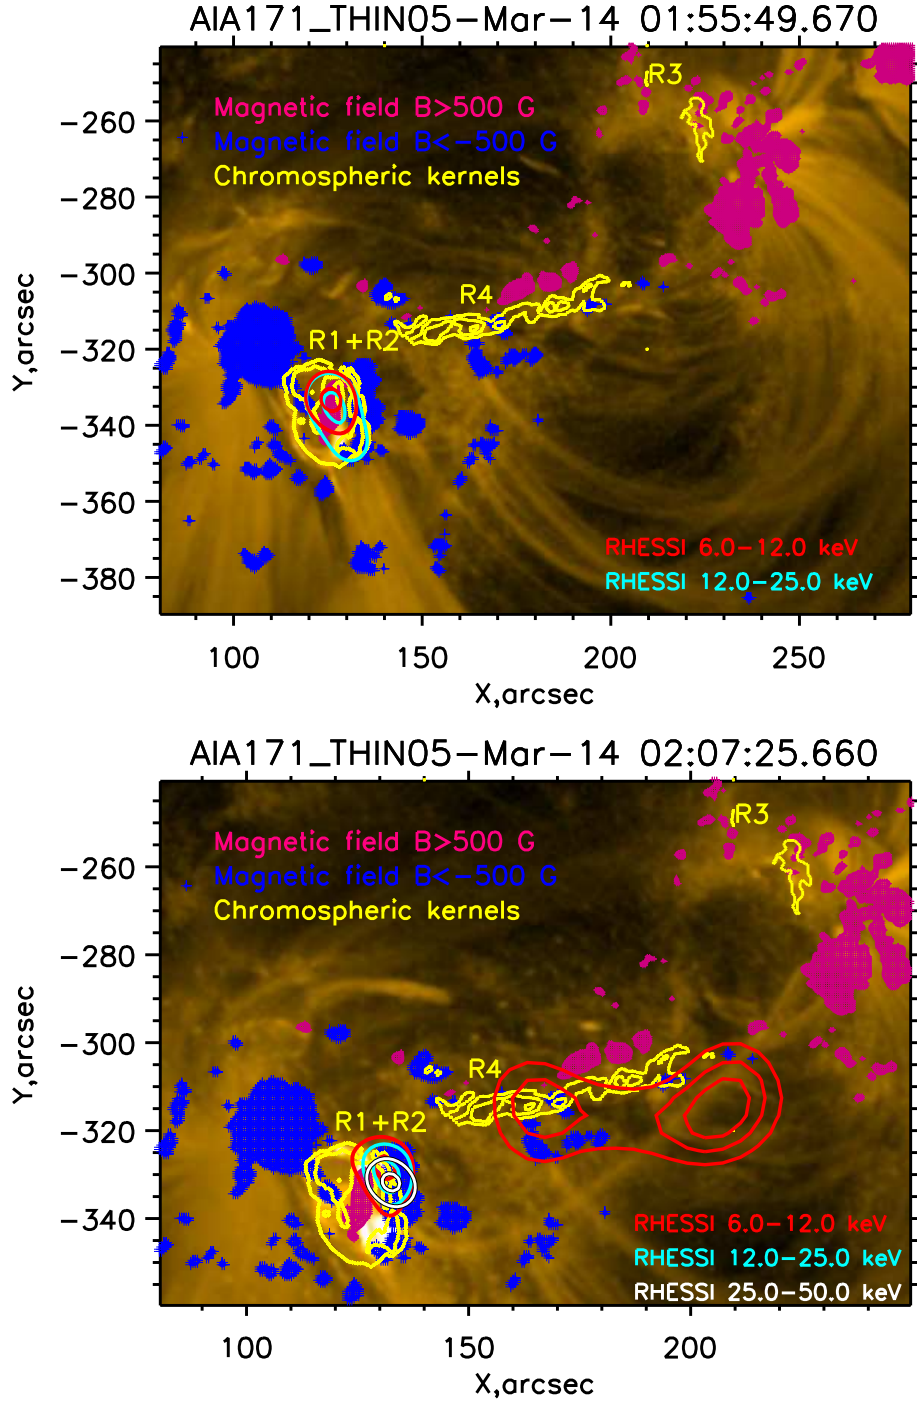 AIA171_THIN05-Mar-14 01:55:49.670
R3
Magnetic field B>500 G
Magnetic field B<-500 G
Chromospheric kernels
R4
R1+R2
RHESSI 6.0-12.0 keV
RHESSI 12.0-25.0 keV
-260
-280
-300
-320
-340
-360
-380
Y,arcsec
100 150 200 250
X,arcsec
AIA171_THIN05-Mar-14 02:07:25.660
R3
Magnetic field B>500 G
Magnetic field B<-500 G
Chromospheric kernels
R4
R1+R2
RHESSI 6.0-12.0 keV
RHESSI 12.0-25.0 keV
RHESSI 25.0-50.0 keV
-260
-280
-300
-320
-340
Y,arcsec
100 150 200
X,arcsec